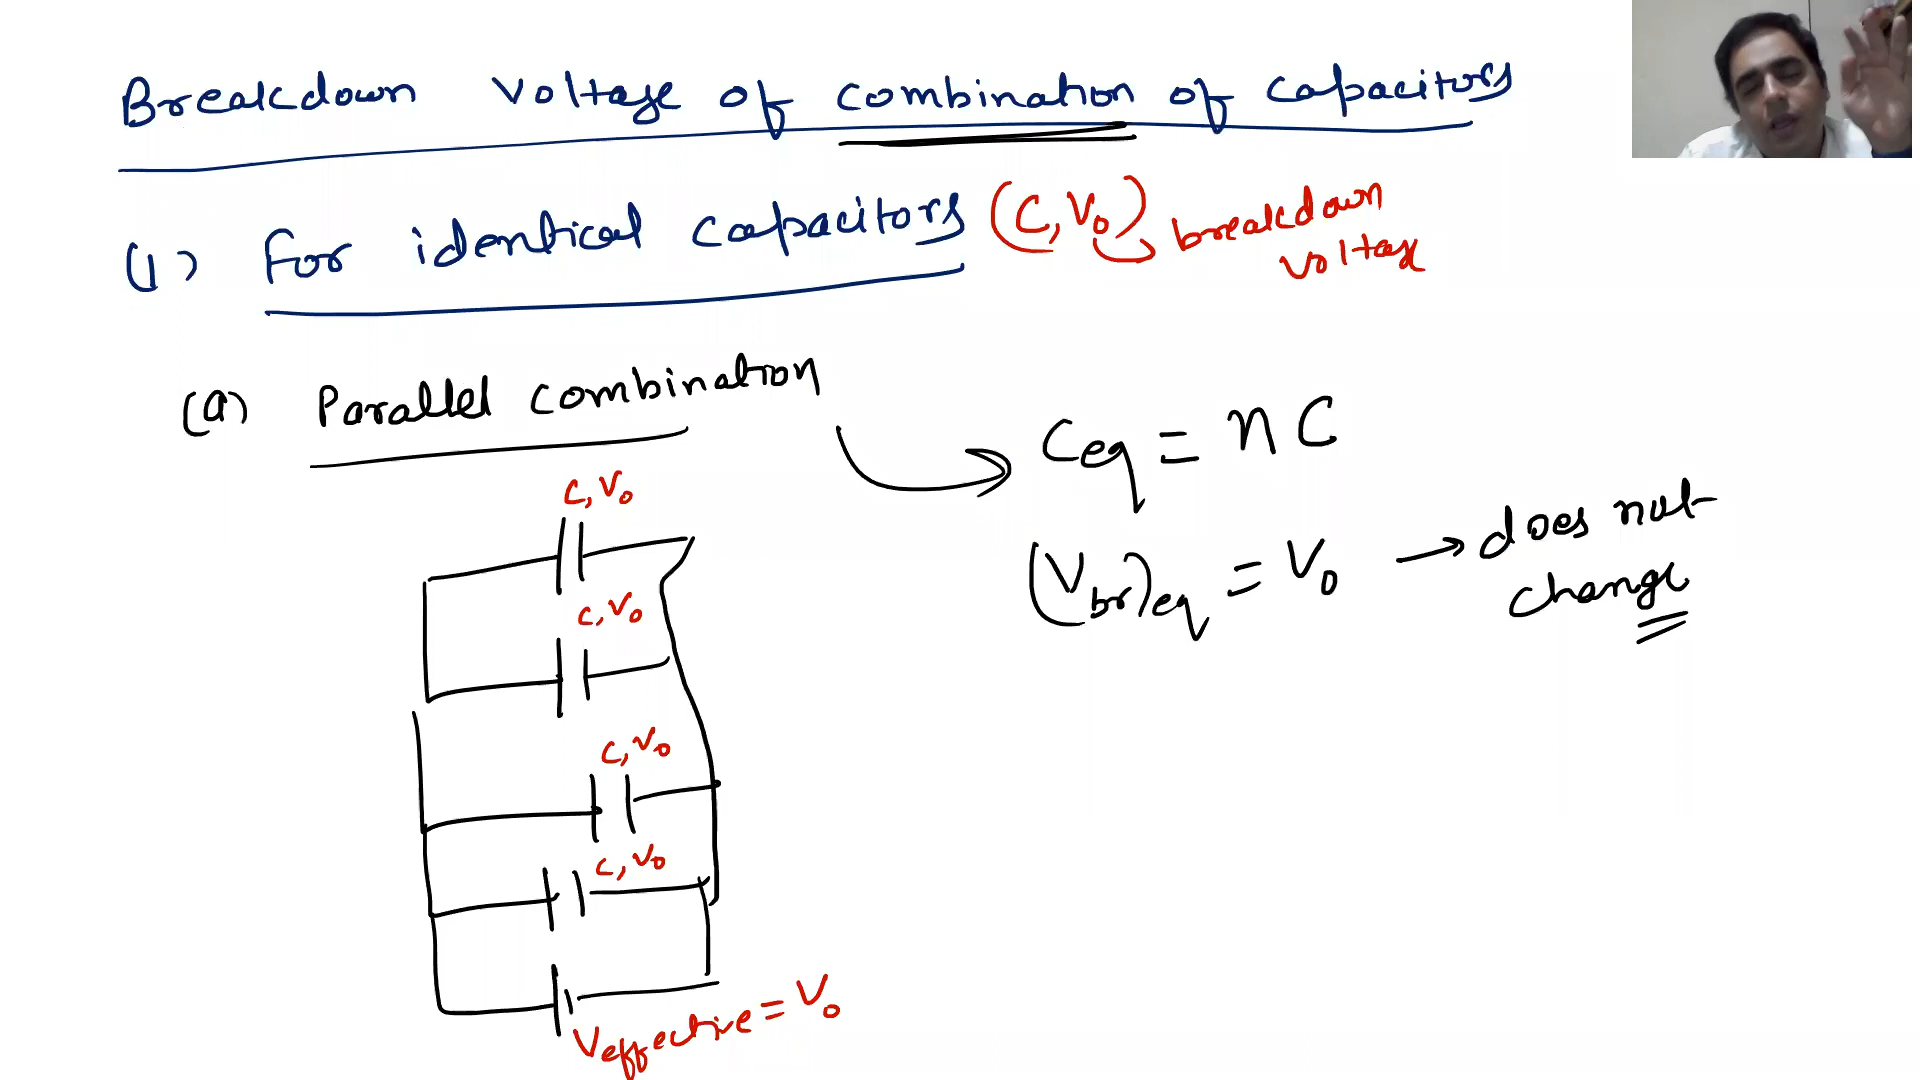 Breakdown Voltage of combination of capacitors
(1) For identical capacitors (C, V₀) breakdown voltage
(a) Parallel combination
Ceq = nC
(Vbr)eq = V₀ → does not change
C, V₀
C, V₀
C, V₀
C, V₀
Veffective = V₀